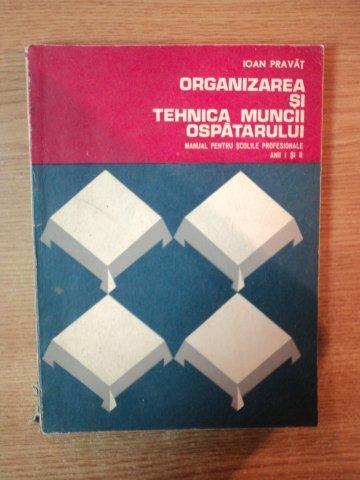 IOAN PRAVĂȚ
ORGANIZAREA
ȘI
TEHNICA MUNCII
OSPĂTARULUI
MANUAL PENTRU ȘCOLILE PROFESIONALE
ANII I ȘI II